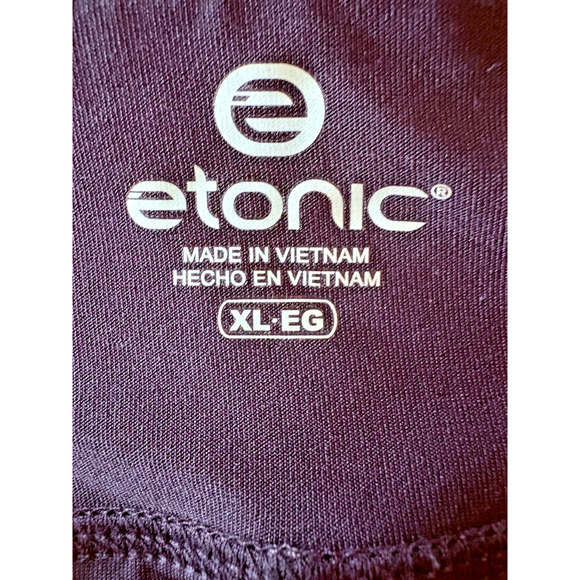 e
etonic®
MADE IN VIETNAM
HECHO EN VIETNAM
XL·EG